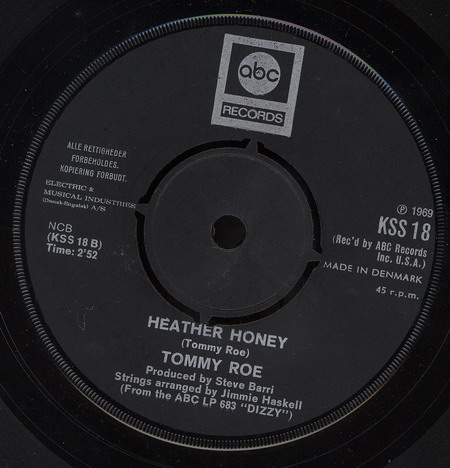 abc
RECORDS
ALLE RETTIGHEDER
FORBEHOLDES.
KOPIERING FORBUDT.
ELECTRIC &
MUSICAL INDUSTRIES
(Dansk-Engelsk) A/S
NCB
(KSS 18 B)
Time: 2'52
℗ 1969
KSS 18
(Rec'd by ABC Records
Inc. U.S.A.)
MADE IN DENMARK
45 r.p.m.
HEATHER HONEY
(Tommy Roe)
TOMMY ROE
Produced by Steve Barri
Strings arranged by Jimmie Haskell
(From the ABC LP 683 "DIZZY")